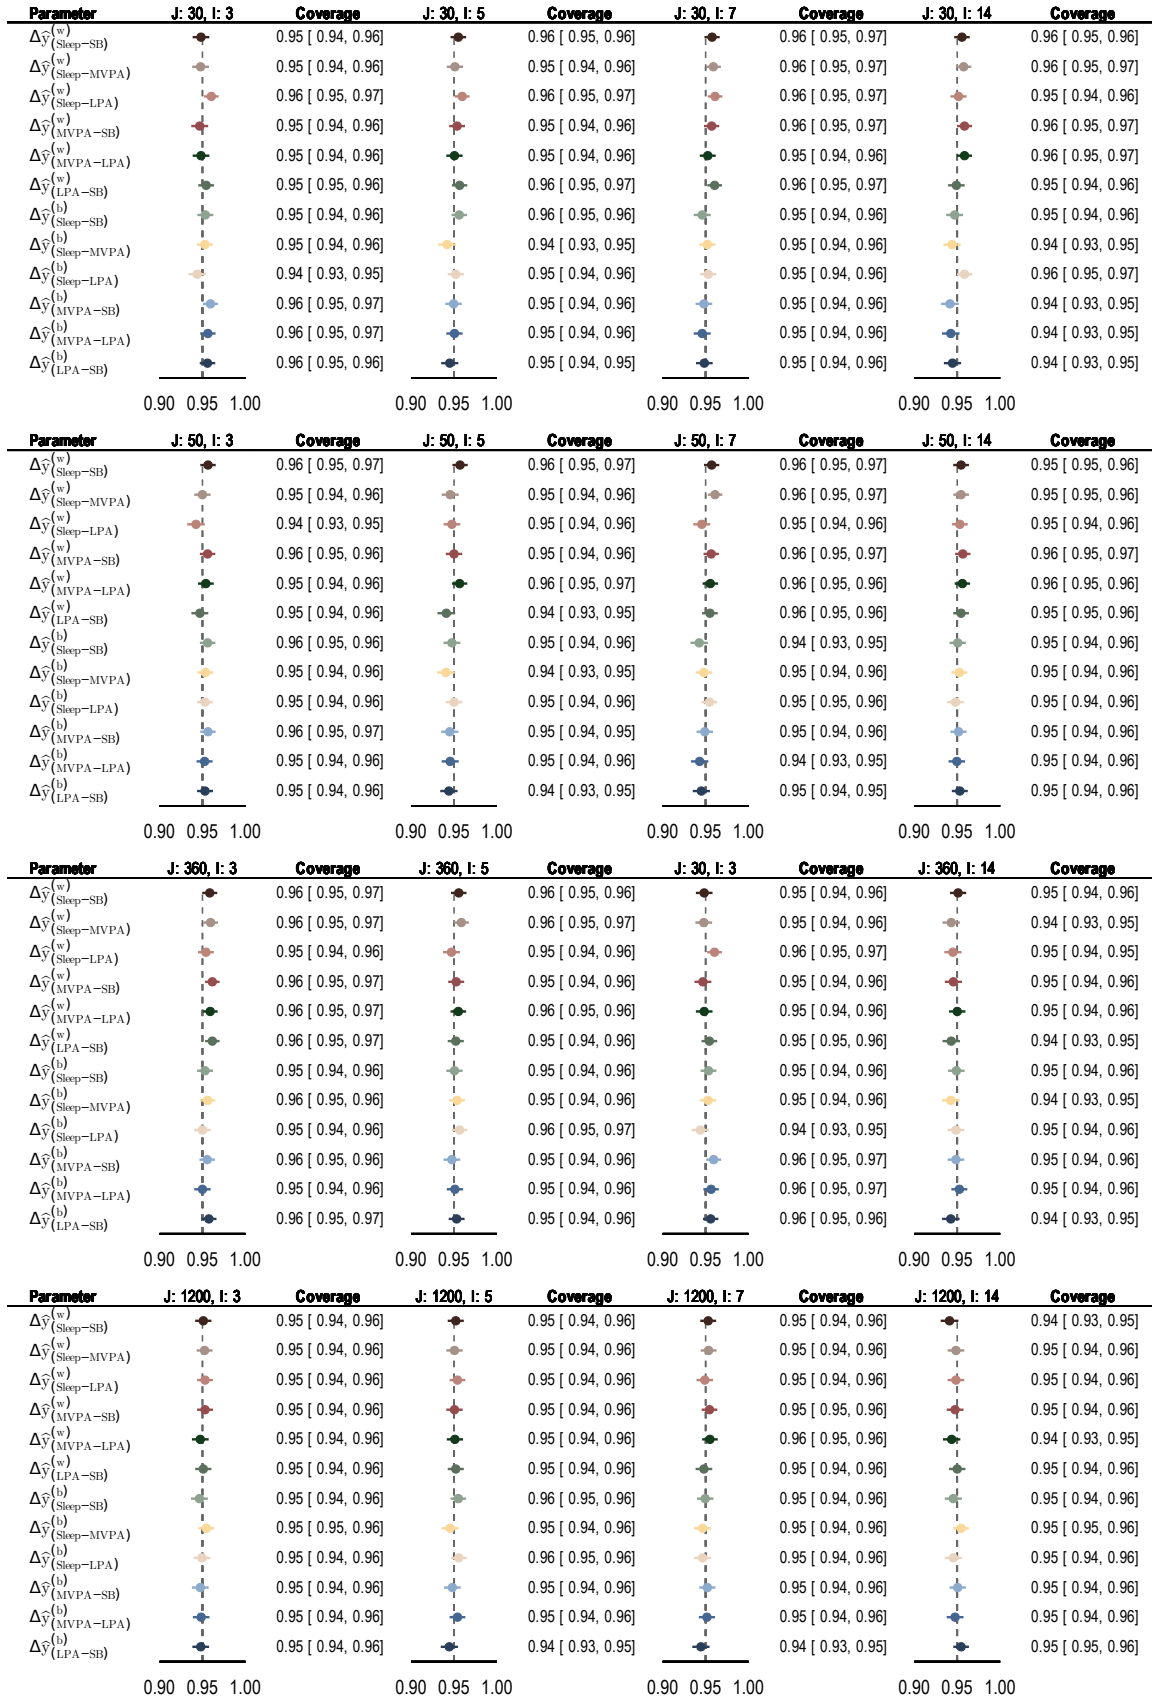 Parameter J: 30, I: 3 Coverage J: 30, I: 5 Coverage J: 30, I: 7 Coverage J: 30, I: 14 Coverage
Δŷ(w)(Sleep−SB) 0.95 [ 0.94, 0.96] 0.96 [ 0.95, 0.96] 0.96 [ 0.95, 0.97] 0.96 [ 0.95, 0.96]
Δŷ(w)(Sleep−MVPA) 0.95 [ 0.94, 0.96] 0.95 [ 0.94, 0.96] 0.96 [ 0.95, 0.97] 0.96 [ 0.95, 0.97]
Δŷ(w)(Sleep−LPA) 0.96 [ 0.95, 0.97] 0.96 [ 0.95, 0.97] 0.96 [ 0.95, 0.97] 0.95 [ 0.94, 0.96]
Δŷ(w)(MVPA−SB) 0.95 [ 0.94, 0.96] 0.95 [ 0.94, 0.96] 0.96 [ 0.95, 0.97] 0.96 [ 0.95, 0.97]
Δŷ(w)(MVPA−LPA) 0.95 [ 0.94, 0.96] 0.95 [ 0.94, 0.96] 0.95 [ 0.94, 0.96] 0.96 [ 0.95, 0.97]
Δŷ(w)(LPA−SB) 0.95 [ 0.95, 0.96] 0.96 [ 0.95, 0.97] 0.96 [ 0.95, 0.97] 0.95 [ 0.94, 0.96]
Δŷ(b)(Sleep−SB) 0.95 [ 0.94, 0.96] 0.96 [ 0.95, 0.96] 0.95 [ 0.94, 0.96] 0.95 [ 0.94, 0.96]
Δŷ(b)(Sleep−MVPA) 0.95 [ 0.94, 0.96] 0.94 [ 0.93, 0.95] 0.95 [ 0.94, 0.96] 0.94 [ 0.93, 0.95]
Δŷ(b)(Sleep−LPA) 0.94 [ 0.93, 0.95] 0.95 [ 0.94, 0.96] 0.95 [ 0.94, 0.96] 0.96 [ 0.95, 0.97]
Δŷ(b)(MVPA−SB) 0.96 [ 0.95, 0.97] 0.95 [ 0.94, 0.96] 0.95 [ 0.94, 0.96] 0.94 [ 0.93, 0.95]
Δŷ(b)(MVPA−LPA) 0.96 [ 0.95, 0.97] 0.95 [ 0.94, 0.96] 0.95 [ 0.94, 0.96] 0.94 [ 0.93, 0.95]
Δŷ(b)(LPA−SB) 0.96 [ 0.95, 0.96] 0.95 [ 0.94, 0.95] 0.95 [ 0.94, 0.96] 0.94 [ 0.93, 0.95]
0.90 0.95 1.00 0.90 0.95 1.00 0.90 0.95 1.00 0.90 0.95 1.00
Parameter J: 50, I: 3 Coverage J: 50, I: 5 Coverage J: 50, I: 7 Coverage J: 50, I: 14 Coverage
Δŷ(w)(Sleep−SB) 0.96 [ 0.95, 0.97] 0.96 [ 0.95, 0.97] 0.96 [ 0.95, 0.97] 0.95 [ 0.95, 0.96]
Δŷ(w)(Sleep−MVPA) 0.95 [ 0.94, 0.96] 0.95 [ 0.94, 0.96] 0.96 [ 0.95, 0.97] 0.95 [ 0.95, 0.96]
Δŷ(w)(Sleep−LPA) 0.94 [ 0.93, 0.95] 0.95 [ 0.94, 0.96] 0.95 [ 0.94, 0.96] 0.95 [ 0.94, 0.96]
Δŷ(w)(MVPA−SB) 0.96 [ 0.95, 0.96] 0.95 [ 0.94, 0.96] 0.96 [ 0.95, 0.97] 0.96 [ 0.95, 0.97]
Δŷ(w)(MVPA−LPA) 0.95 [ 0.94, 0.96] 0.96 [ 0.95, 0.97] 0.96 [ 0.95, 0.96] 0.96 [ 0.95, 0.96]
Δŷ(w)(LPA−SB) 0.95 [ 0.94, 0.96] 0.94 [ 0.93, 0.95] 0.96 [ 0.95, 0.96] 0.95 [ 0.95, 0.96]
Δŷ(b)(Sleep−SB) 0.96 [ 0.95, 0.96] 0.95 [ 0.94, 0.96] 0.94 [ 0.93, 0.95] 0.95 [ 0.94, 0.96]
Δŷ(b)(Sleep−MVPA) 0.95 [ 0.94, 0.96] 0.94 [ 0.93, 0.95] 0.95 [ 0.94, 0.96] 0.95 [ 0.94, 0.96]
Δŷ(b)(Sleep−LPA) 0.95 [ 0.94, 0.96] 0.95 [ 0.94, 0.96] 0.95 [ 0.95, 0.96] 0.95 [ 0.94, 0.96]
Δŷ(b)(MVPA−SB) 0.96 [ 0.95, 0.97] 0.95 [ 0.94, 0.95] 0.95 [ 0.94, 0.96] 0.95 [ 0.94, 0.96]
Δŷ(b)(MVPA−LPA) 0.95 [ 0.94, 0.96] 0.95 [ 0.94, 0.96] 0.94 [ 0.93, 0.95] 0.95 [ 0.94, 0.96]
Δŷ(b)(LPA−SB) 0.95 [ 0.94, 0.96] 0.94 [ 0.93, 0.95] 0.95 [ 0.94, 0.95] 0.95 [ 0.94, 0.96]
0.90 0.95 1.00 0.90 0.95 1.00 0.90 0.95 1.00 0.90 0.95 1.00
Parameter J: 360, I: 3 Coverage J: 360, I: 5 Coverage J: 30, I: 3 Coverage J: 360, I: 14 Coverage
Δŷ(w)(Sleep−SB) 0.96 [ 0.95, 0.97] 0.96 [ 0.95, 0.96] 0.95 [ 0.94, 0.96] 0.95 [ 0.94, 0.96]
Δŷ(w)(Sleep−MVPA) 0.96 [ 0.95, 0.97] 0.96 [ 0.95, 0.97] 0.95 [ 0.94, 0.96] 0.94 [ 0.93, 0.95]
Δŷ(w)(Sleep−LPA) 0.95 [ 0.94, 0.96] 0.95 [ 0.94, 0.96] 0.96 [ 0.95, 0.97] 0.95 [ 0.94, 0.95]
Δŷ(w)(MVPA−SB) 0.96 [ 0.95, 0.97] 0.95 [ 0.94, 0.96] 0.95 [ 0.94, 0.96] 0.95 [ 0.94, 0.96]
Δŷ(w)(MVPA−LPA) 0.96 [ 0.95, 0.97] 0.96 [ 0.95, 0.96] 0.95 [ 0.94, 0.96] 0.95 [ 0.94, 0.96]
Δŷ(w)(LPA−SB) 0.96 [ 0.95, 0.97] 0.95 [ 0.94, 0.96] 0.95 [ 0.95, 0.96] 0.94 [ 0.93, 0.95]
Δŷ(b)(Sleep−SB) 0.95 [ 0.94, 0.96] 0.95 [ 0.94, 0.96] 0.95 [ 0.94, 0.96] 0.95 [ 0.94, 0.96]
Δŷ(b)(Sleep−MVPA) 0.96 [ 0.95, 0.96] 0.95 [ 0.94, 0.96] 0.95 [ 0.94, 0.96] 0.94 [ 0.93, 0.95]
Δŷ(b)(Sleep−LPA) 0.95 [ 0.94, 0.96] 0.96 [ 0.95, 0.97] 0.94 [ 0.93, 0.95] 0.95 [ 0.94, 0.96]
Δŷ(b)(MVPA−SB) 0.96 [ 0.95, 0.96] 0.95 [ 0.94, 0.96] 0.96 [ 0.95, 0.97] 0.95 [ 0.94, 0.96]
Δŷ(b)(MVPA−LPA) 0.95 [ 0.94, 0.96] 0.95 [ 0.94, 0.96] 0.96 [ 0.95, 0.97] 0.95 [ 0.94, 0.96]
Δŷ(b)(LPA−SB) 0.96 [ 0.95, 0.97] 0.95 [ 0.94, 0.96] 0.96 [ 0.95, 0.96] 0.94 [ 0.93, 0.95]
0.90 0.95 1.00 0.90 0.95 1.00 0.90 0.95 1.00 0.90 0.95 1.00
Parameter J: 1200, I: 3 Coverage J: 1200, I: 5 Coverage J: 1200, I: 7 Coverage J: 1200, I: 14 Coverage
Δŷ(w)(Sleep−SB) 0.95 [ 0.94, 0.96] 0.95 [ 0.94, 0.96] 0.95 [ 0.94, 0.96] 0.94 [ 0.93, 0.95]
Δŷ(w)(Sleep−MVPA) 0.95 [ 0.94, 0.96] 0.95 [ 0.94, 0.96] 0.95 [ 0.94, 0.96] 0.95 [ 0.94, 0.96]
Δŷ(w)(Sleep−LPA) 0.95 [ 0.94, 0.96] 0.95 [ 0.94, 0.96] 0.95 [ 0.94, 0.96] 0.95 [ 0.94, 0.96]
Δŷ(w)(MVPA−SB) 0.95 [ 0.94, 0.96] 0.95 [ 0.94, 0.96] 0.95 [ 0.95, 0.96] 0.95 [ 0.94, 0.96]
Δŷ(w)(MVPA−LPA) 0.95 [ 0.94, 0.96] 0.95 [ 0.94, 0.96] 0.96 [ 0.95, 0.96] 0.94 [ 0.93, 0.95]
Δŷ(w)(LPA−SB) 0.95 [ 0.94, 0.96] 0.95 [ 0.94, 0.96] 0.95 [ 0.94, 0.96] 0.95 [ 0.94, 0.96]
Δŷ(b)(Sleep−SB) 0.95 [ 0.94, 0.96] 0.96 [ 0.95, 0.96] 0.95 [ 0.94, 0.96] 0.95 [ 0.94, 0.96]
Δŷ(b)(Sleep−MVPA) 0.95 [ 0.95, 0.96] 0.95 [ 0.94, 0.96] 0.95 [ 0.94, 0.96] 0.95 [ 0.95, 0.96]
Δŷ(b)(Sleep−LPA) 0.95 [ 0.94, 0.96] 0.96 [ 0.95, 0.96] 0.95 [ 0.94, 0.96] 0.95 [ 0.94, 0.96]
Δŷ(b)(MVPA−SB) 0.95 [ 0.94, 0.96] 0.95 [ 0.94, 0.96] 0.95 [ 0.94, 0.96] 0.95 [ 0.94, 0.96]
Δŷ(b)(MVPA−LPA) 0.95 [ 0.94, 0.96] 0.95 [ 0.94, 0.96] 0.95 [ 0.94, 0.96] 0.95 [ 0.94, 0.96]
Δŷ(b)(LPA−SB) 0.95 [ 0.94, 0.96] 0.94 [ 0.93, 0.95] 0.94 [ 0.93, 0.95] 0.95 [ 0.95, 0.96]
0.90 0.95 1.00 0.90 0.95 1.00 0.90 0.95 1.00 0.90 0.95 1.00